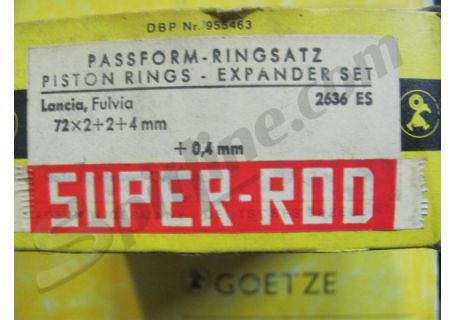 DBP Nr. 955463
PASSFORM-RINGSATZ
PISTON RINGS - EXPANDER SET
Lancia, Fulvia 2636 ES
72×2+2+4 mm
+ 0,4 mm
SUPER-ROD
GOETZE